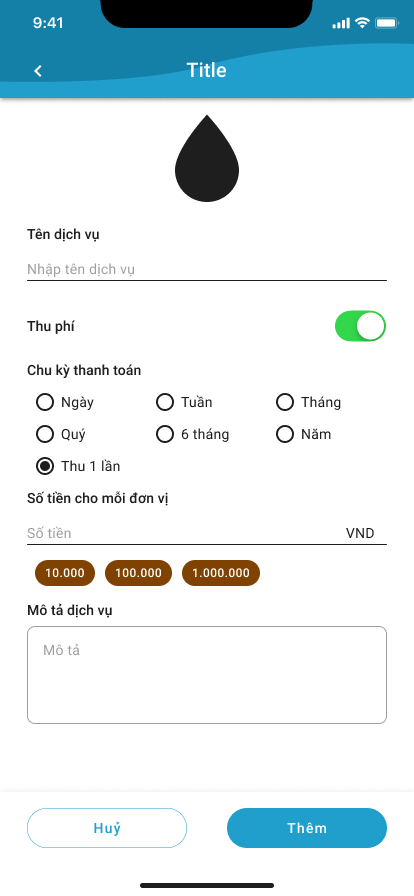 9:41
Title
Tên dịch vụ
Nhập tên dịch vụ
Thu phí
Chu kỳ thanh toán
Ngày Tuần Tháng
Quý 6 tháng Năm
Thu 1 lần
Số tiền cho mỗi đơn vị
Số tiền VND
10.000 100.000 1.000.000
Mô tả dịch vụ
Mô tả
Huỷ Thêm